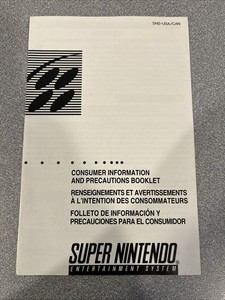 SNS-USA/CAN
CONSUMER INFORMATION
AND PRECAUTIONS BOOKLET
RENSEIGNEMENTS ET AVERTISSEMENTS
À L'INTENTION DES CONSOMMATEURS
FOLLETO DE INFORMACIÓN Y
PRECAUCIONES PARA EL CONSUMIDOR
SUPER NINTENDO®
ENTERTAINMENT SYSTEM